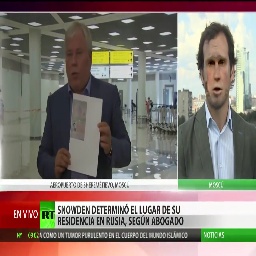 AEROPUERTO DE SHEREMÉTIEVO, MOSCÚ
MOSCÚ
EN VIVO RT
SNOWDEN DETERMINÓ EL LUGAR DE SU
RESIDENCIA EN RUSIA, SEGÚN ABOGADO
COMO UN TUMOR PURULENTO EN EL CUERPO DEL MUNDO ISLÁMICO
NOTICIAS